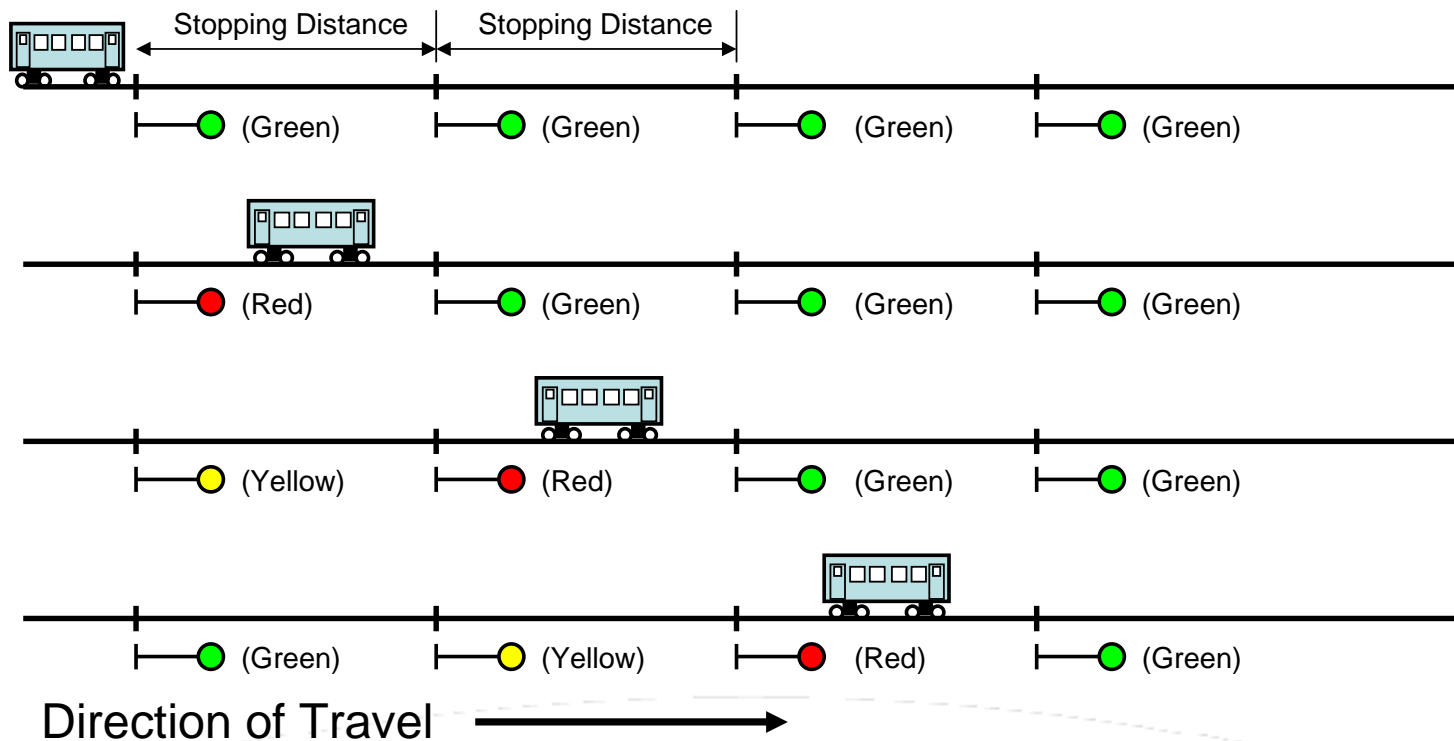 Stopping Distance Stopping Distance
(Green) (Green) (Green) (Green)
(Red) (Green) (Green) (Green)
(Yellow) (Red) (Green) (Green)
(Green) (Yellow) (Red) (Green)
Direction of Travel